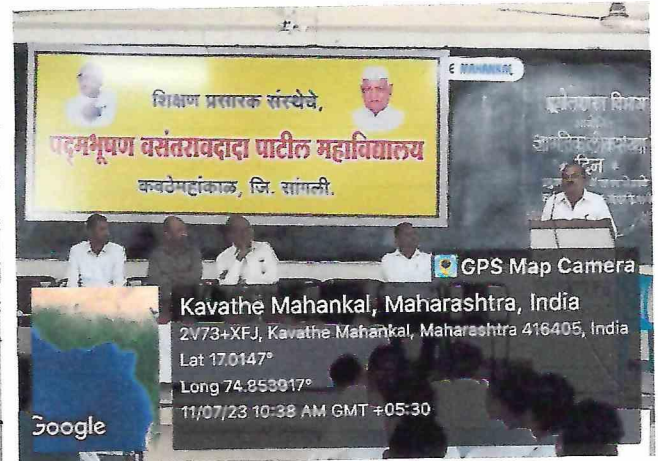 शिक्षण प्रसारक संस्थेचे,
पद्मभूषण वसंतरावदादा पाटील महाविद्यालय
कवठेमहांकाळ, जि. सांगली.
E MAHANKAL
भूगोलशास्त्र विभाग
दिन
GPS Map Camera
Kavathe Mahankal, Maharashtra, India
2V73+XFJ, Kavathe Mahankal, Maharashtra 416405, India
Lat 17.0147°
Long 74.853917°
11/07/23 10:38 AM GMT +05:30
Google